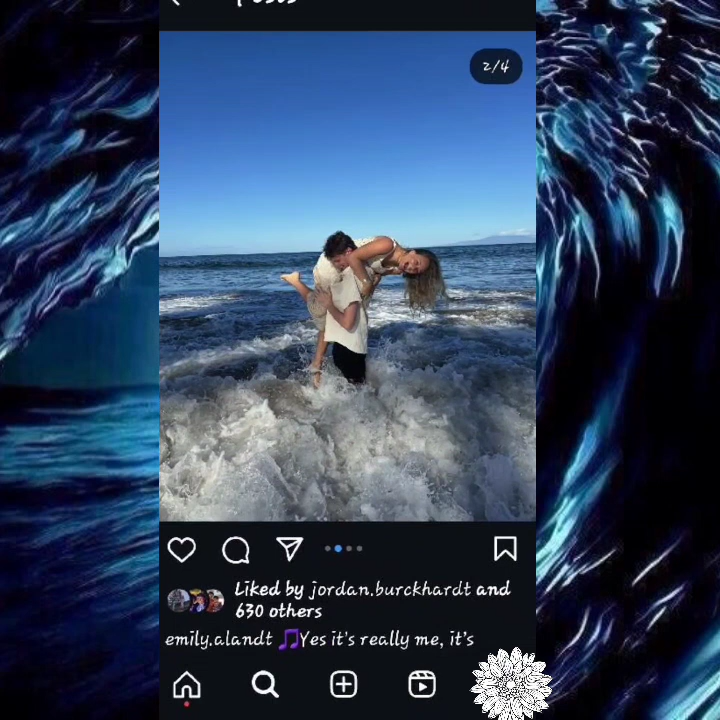 2/4
Liked by jordan.burckhardt and
630 others
emily.alandt 🎵Yes it's really me, it's